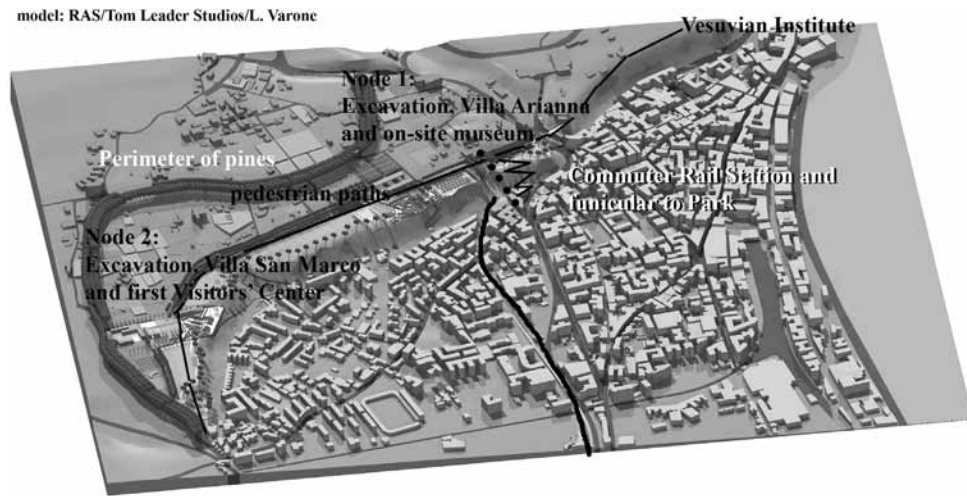 model: RAS/Tom Leader Studios/L. Varone
Vesuvian Institute
Node 1:
Excavation, Villa Arianna
and on-site museum
Perimeter of pines
pedestrian paths
Commuter Rail Station and
funicular to Park
Node 2:
Excavation, Villa San Marco
and first Visitors' Center